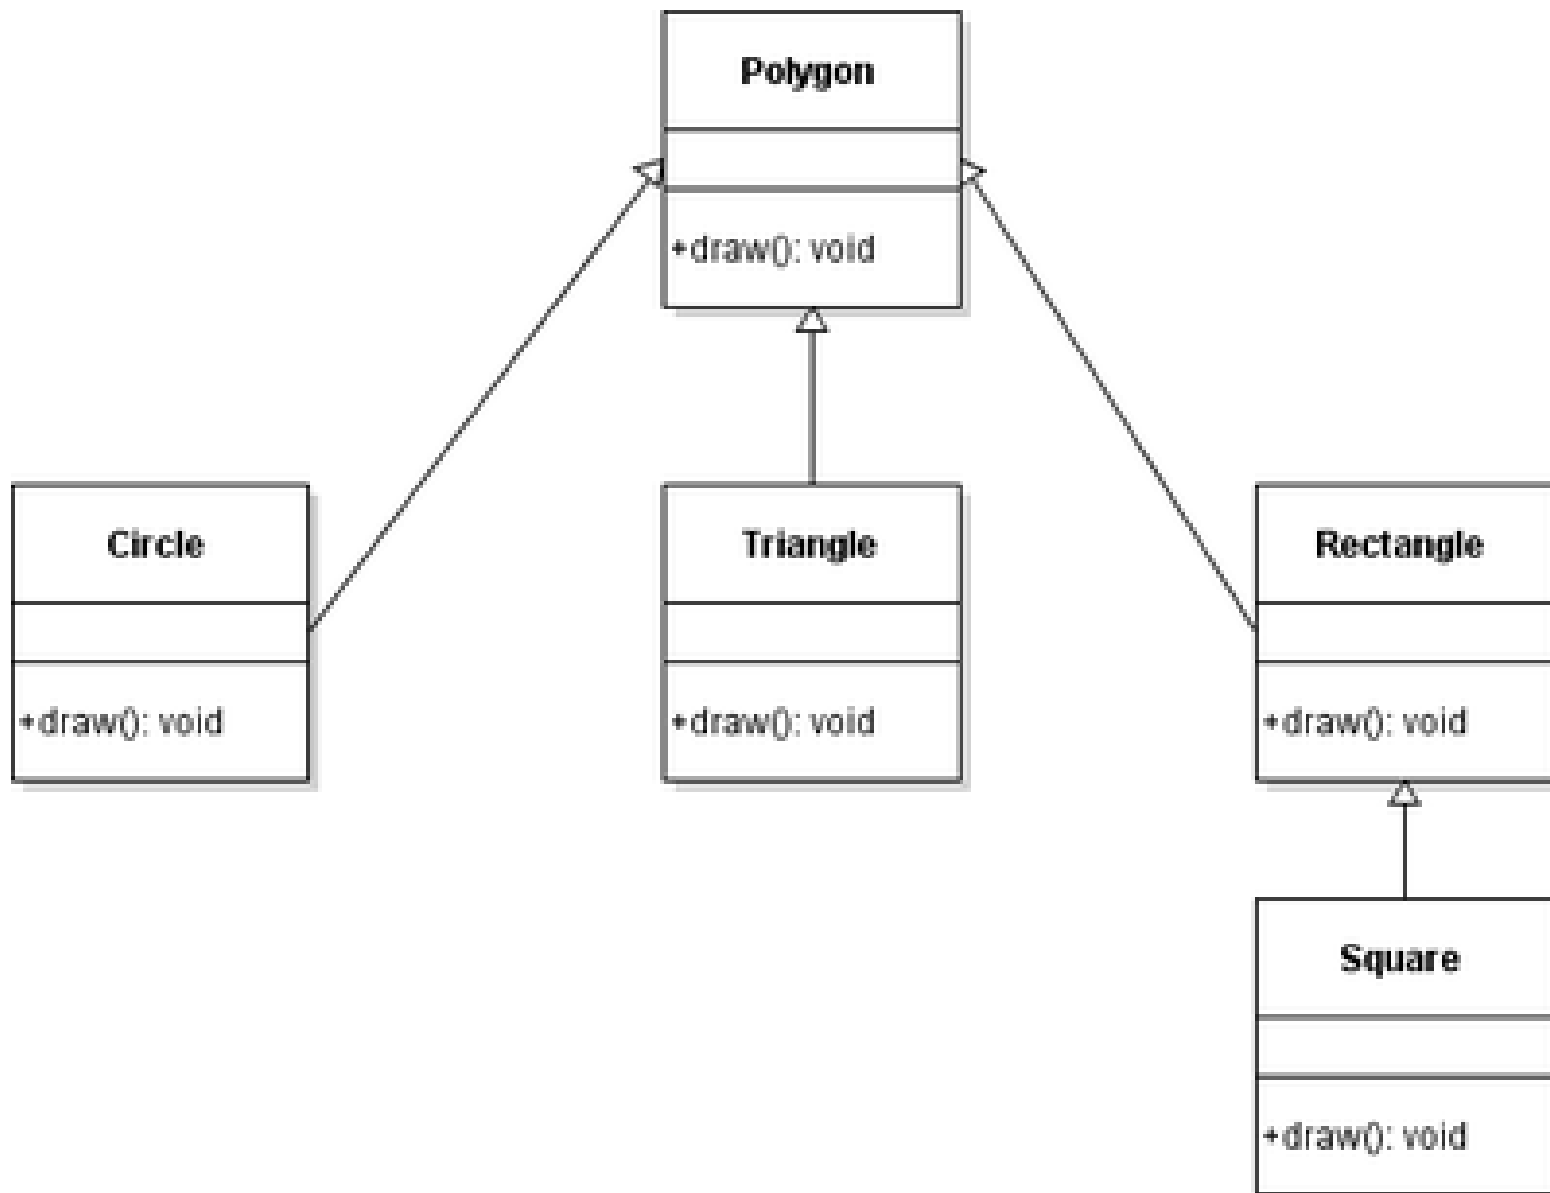 Polygon
+draw(): void
Circle
+draw(): void
Triangle
+draw(): void
Rectangle
+draw(): void
Square
+draw(): void